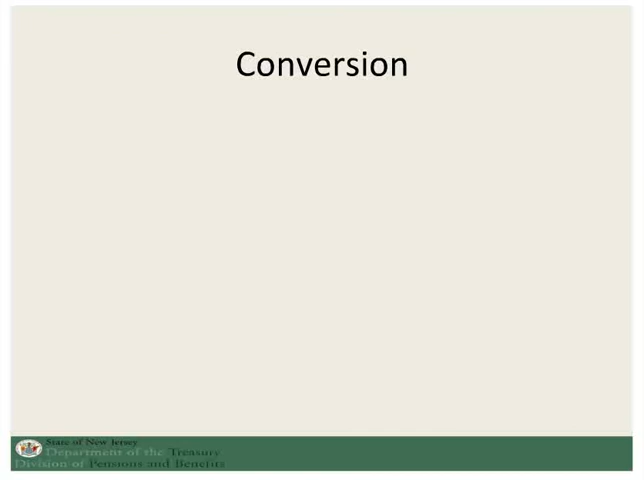 Conversion
State of New Jersey
Department of the Treasury
Division of Pensions and Benefits